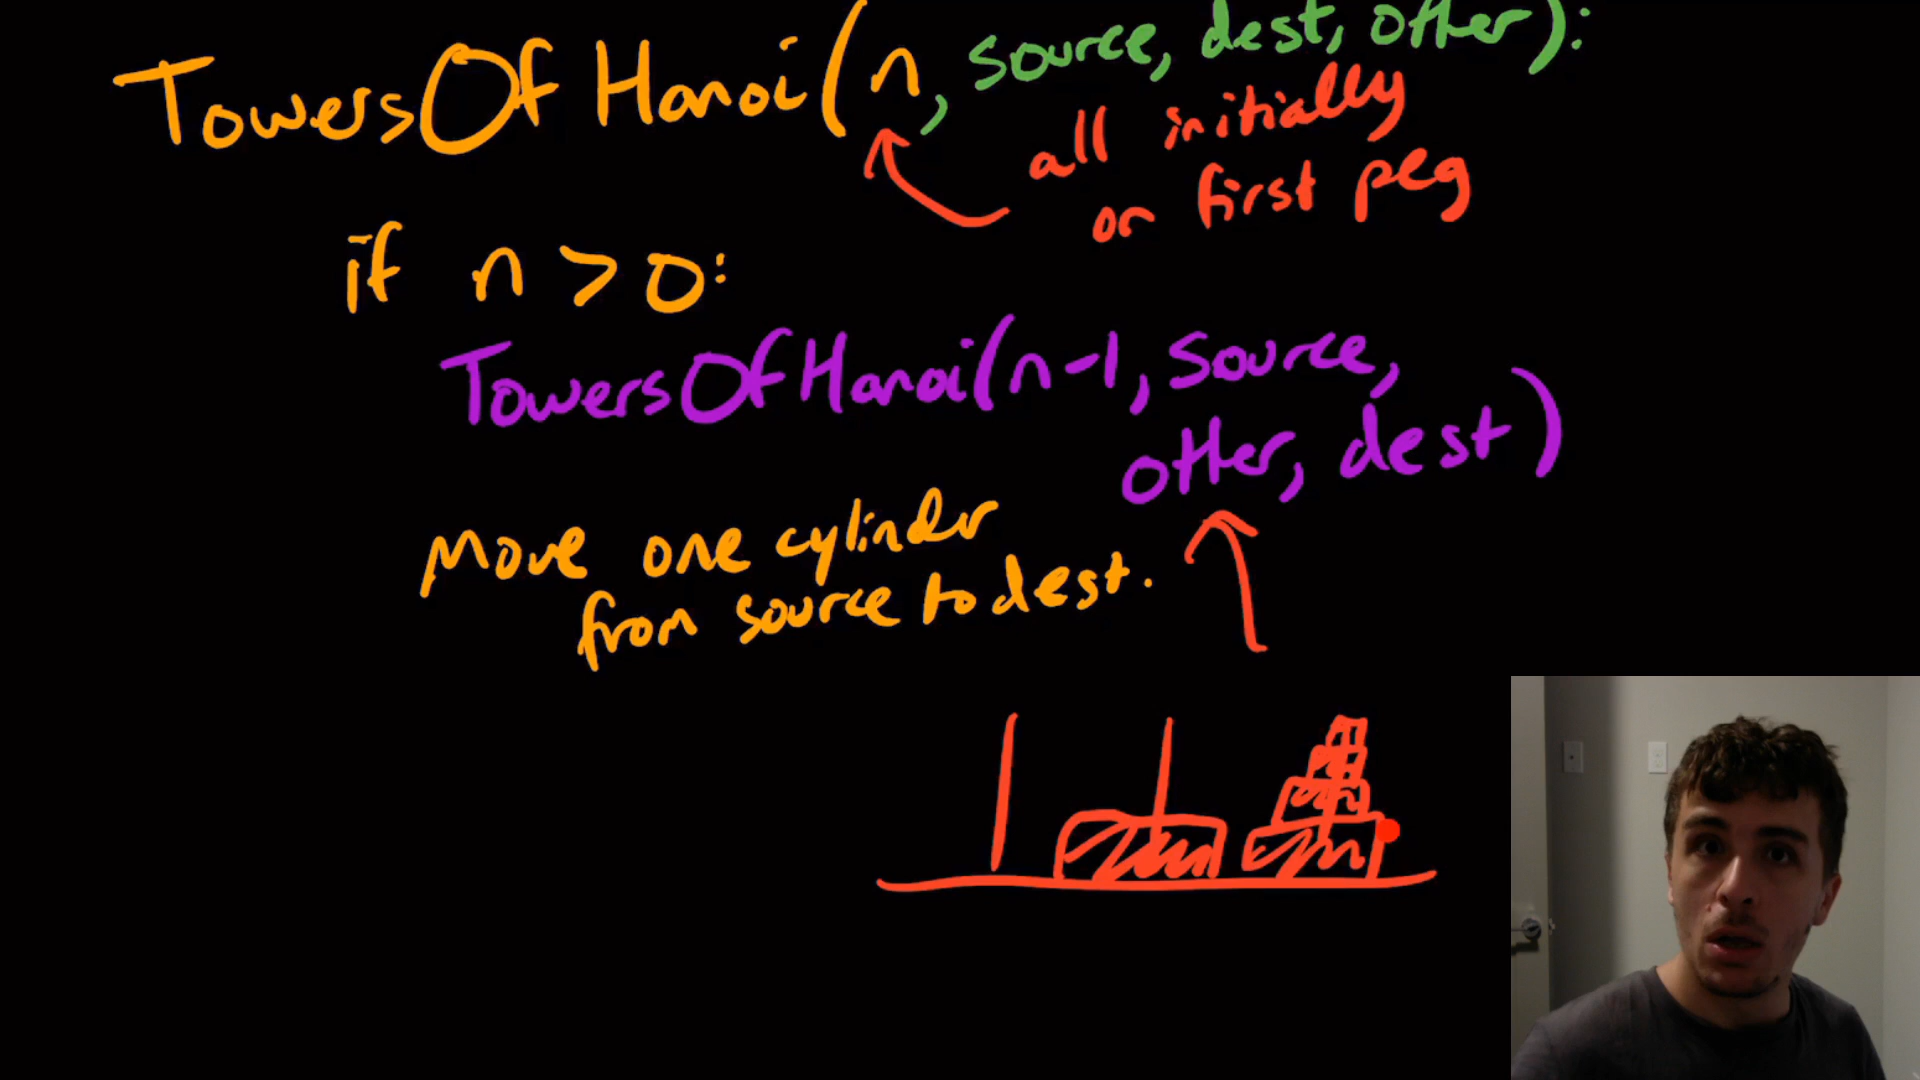 TowersOfHanoi(n, source, dest, other):
all initially
on first peg
if n > 0:
TowersOfHanoi(n-1, source,
other, dest)
Move one cylinder
from source to dest.